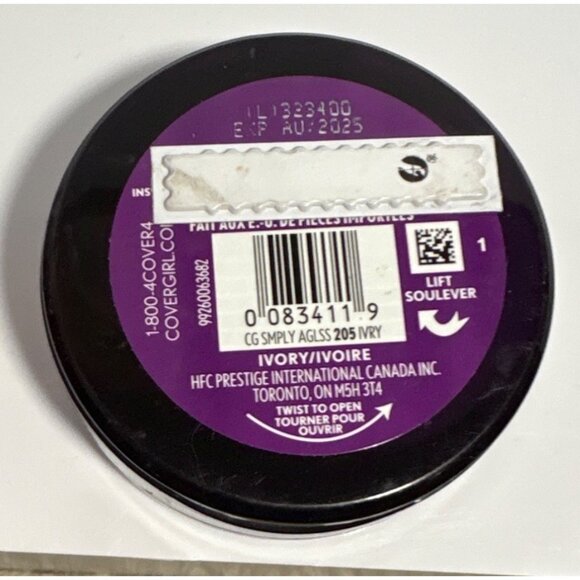 1323400
EXP AU/2025
INS
FAIT AUX É.-U. DE PIÈCES IMPORTÉES
1-800-4COVER4
COVERGIRL.CO
99260063682
0 083411 9
CG SMPLY AGLSS 205 IVRY
1
LIFT
SOULEVER
IVORY/IVOIRE
HFC PRESTIGE INTERNATIONAL CANADA INC.
TORONTO, ON M5H 3T4
TWIST TO OPEN
TOURNER POUR
OUVRIR